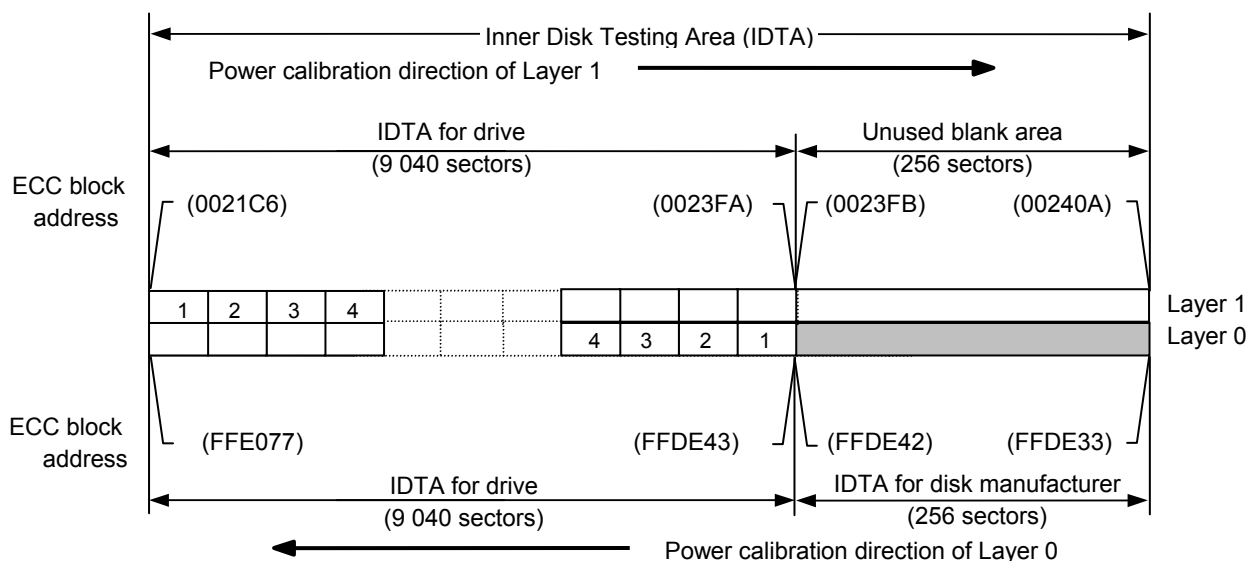 Inner Disk Testing Area (IDTA)
Power calibration direction of Layer 1
IDTA for drive
(9 040 sectors)
Unused blank area
(256 sectors)
ECC block
address
(0021C6)
(0023FA)
(0023FB)
(00240A)
1 2 3 4
Layer 1
4 3 2 1
Layer 0
ECC block
address
(FFE077)
(FFDE43)
(FFDE42)
(FFDE33)
IDTA for drive
(9 040 sectors)
IDTA for disk manufacturer
(256 sectors)
Power calibration direction of Layer 0